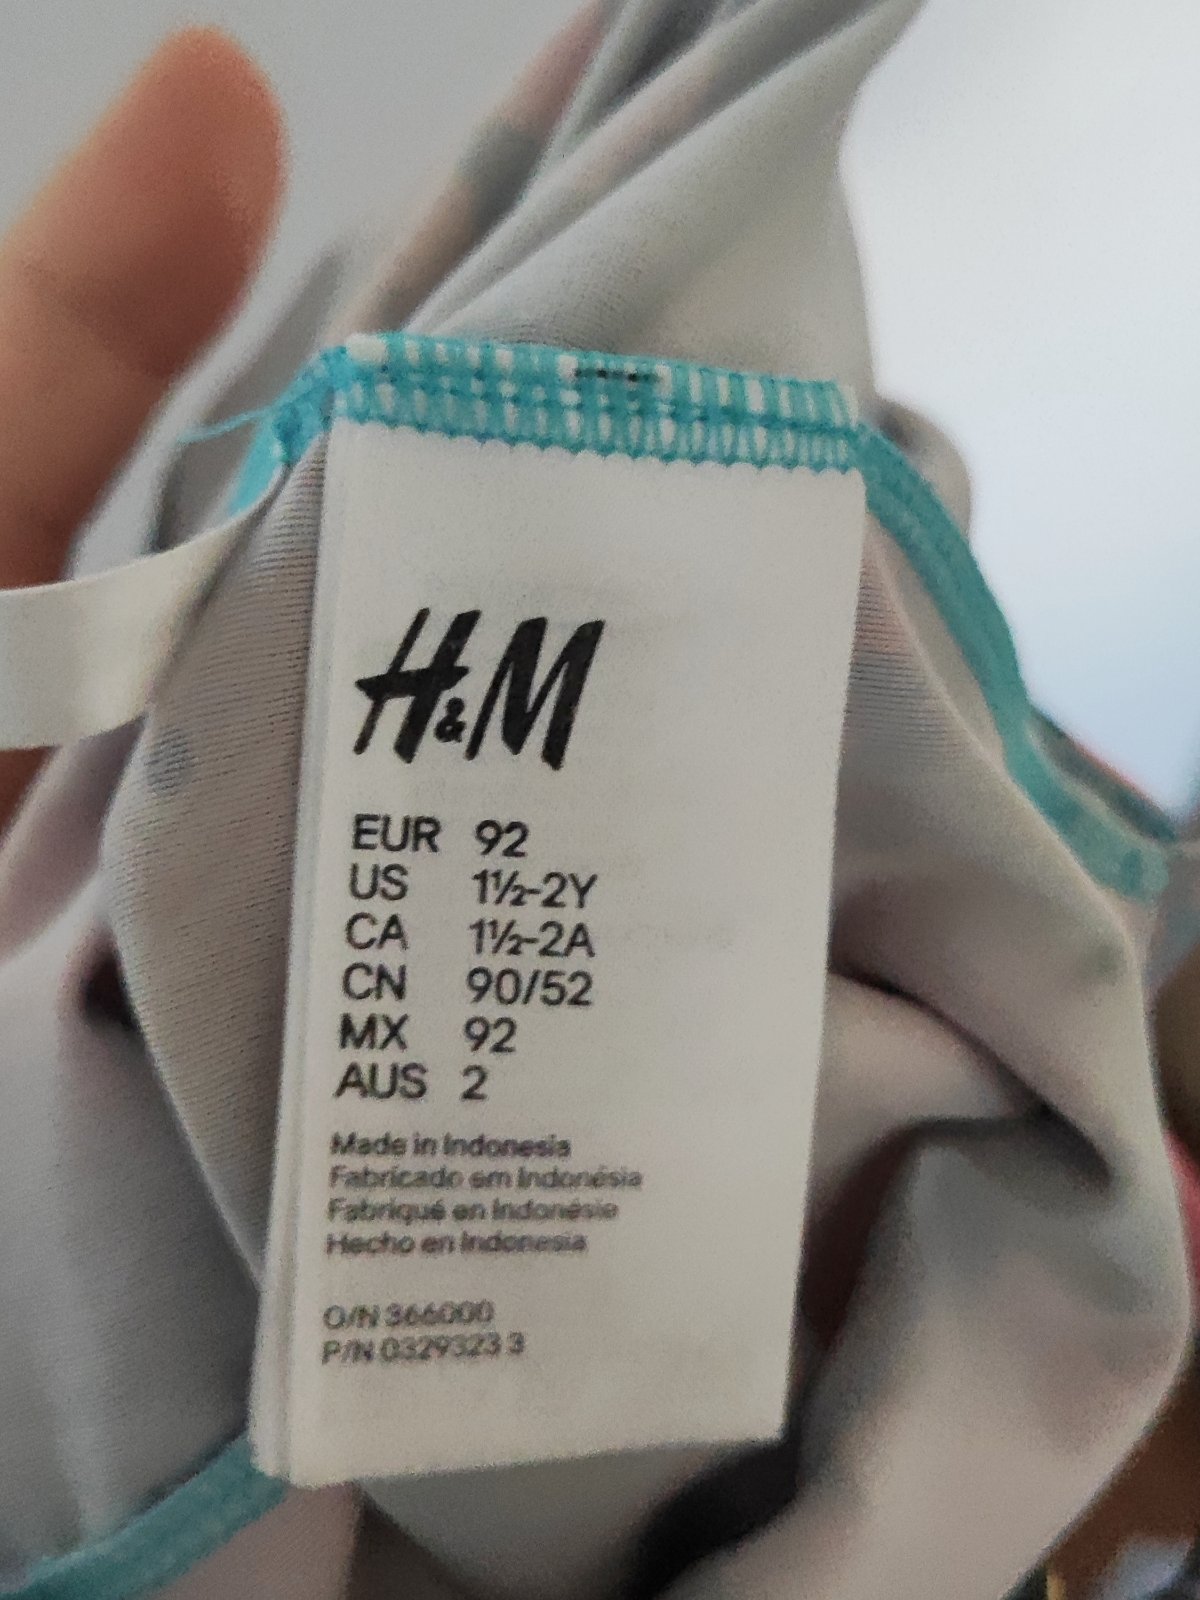 H&M
EUR 92
US 1½-2Y
CA 1½-2A
CN 90/52
MX 92
AUS 2
Made in Indonesia
Fabricado em Indonésia
Fabriqué en Indonésie
Hecho en Indonesia
O/N 366000
P/N 0329323 3